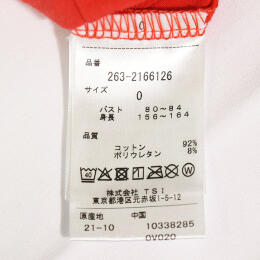 0
品番
263-2166126
サイズ
0
バスト 80~84
身長 156~164
品質
コットン 92%
ポリウレタン 8%
40
株式会社 TSI
東京都港区元赤坂1-5-12
原産地 中国
21-10 10338285
0V020